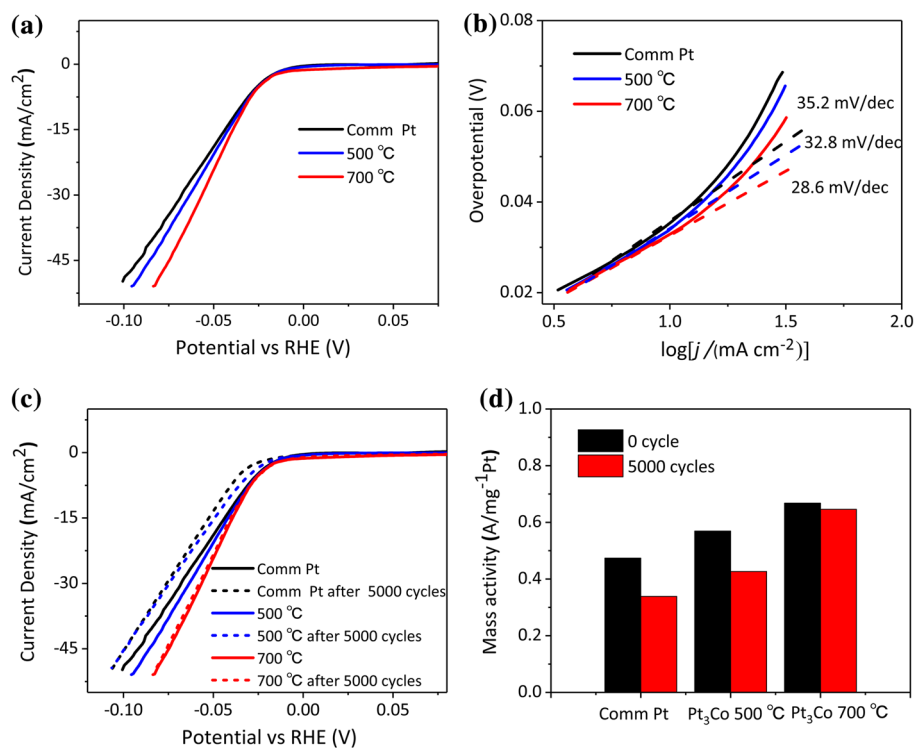 (a)
0
-15
-30
-45
-0.10
-0.05
0.00
0.05
Current Density (mA/cm²)
Potential vs RHE (V)
Comm Pt
500 ℃
700 ℃
(b)
0.08
0.06
0.04
0.02
0.5
1.0
1.5
2.0
Overpotential (V)
log[j /(mA cm⁻²)]
Comm Pt
500 ℃
700 ℃
35.2 mV/dec
32.8 mV/dec
28.6 mV/dec
(c)
0
-15
-30
-45
-0.10
-0.05
0.00
0.05
Current Density (mA/cm²)
Potential vs RHE (V)
Comm Pt
Comm Pt after 5000 cycles
500 ℃
500 ℃ after 5000 cycles
700 ℃
700 ℃ after 5000 cycles
(d)
1.0
0.8
0.6
0.4
0.2
0.0
Mass activity (A/mg⁻¹Pt)
0 cycle
5000 cycles
Comm Pt
Pt₃Co 500 ℃
Pt₃Co 700 ℃